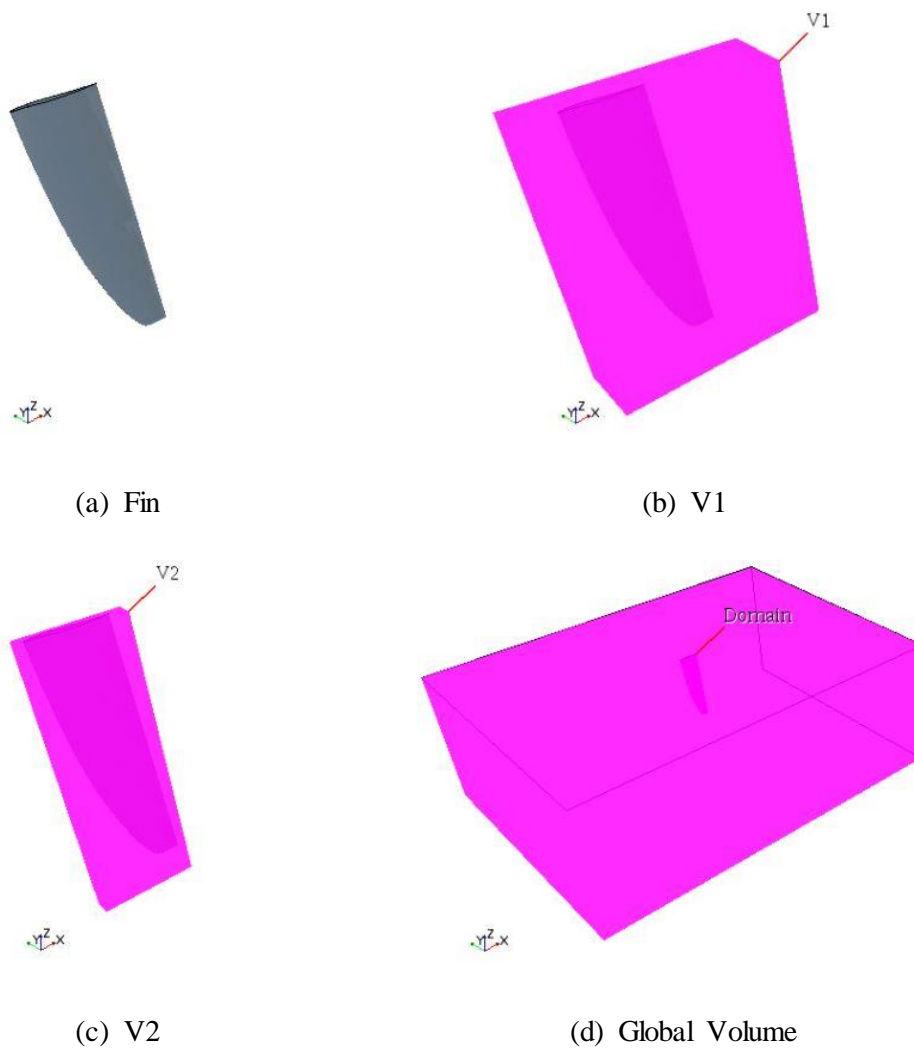 V1
Y Z X
Y Z X
(a) Fin
(b) V1
V2
Domain
Y Z X
Y Z X
(c) V2
(d) Global Volume